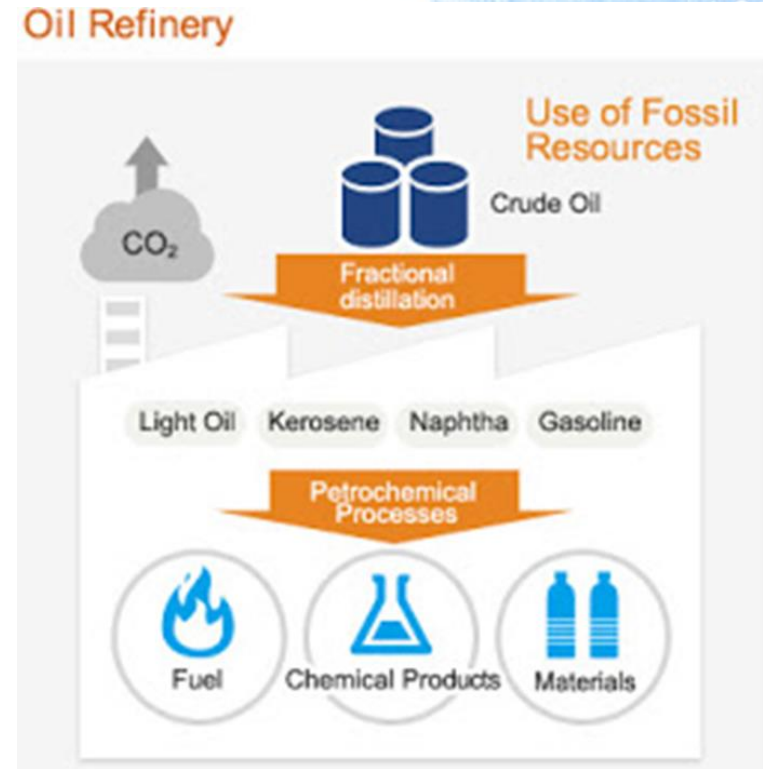 Oil Refinery
Use of Fossil
Resources
Crude Oil
CO₂
Fractional
distillation
Light Oil Kerosene Naphtha Gasoline
Petrochemical
Processes
Fuel Chemical Products Materials